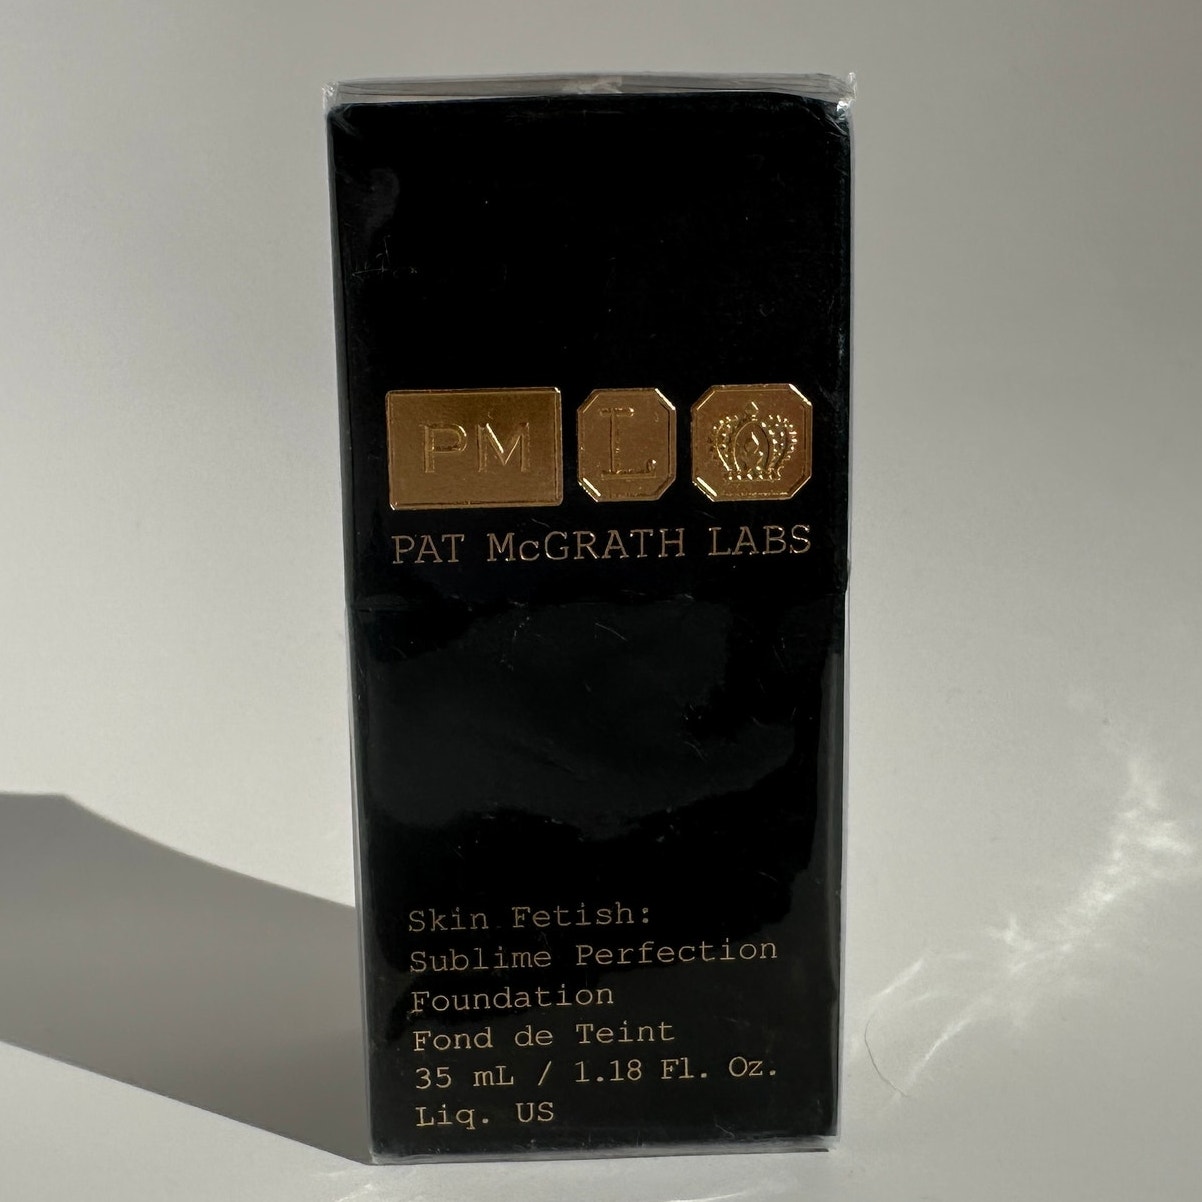 PM L
PAT McGRATH LABS
Skin Fetish:
Sublime Perfection
Foundation
Fond de Teint
35 mL / 1.18 Fl. Oz.
Liq. US